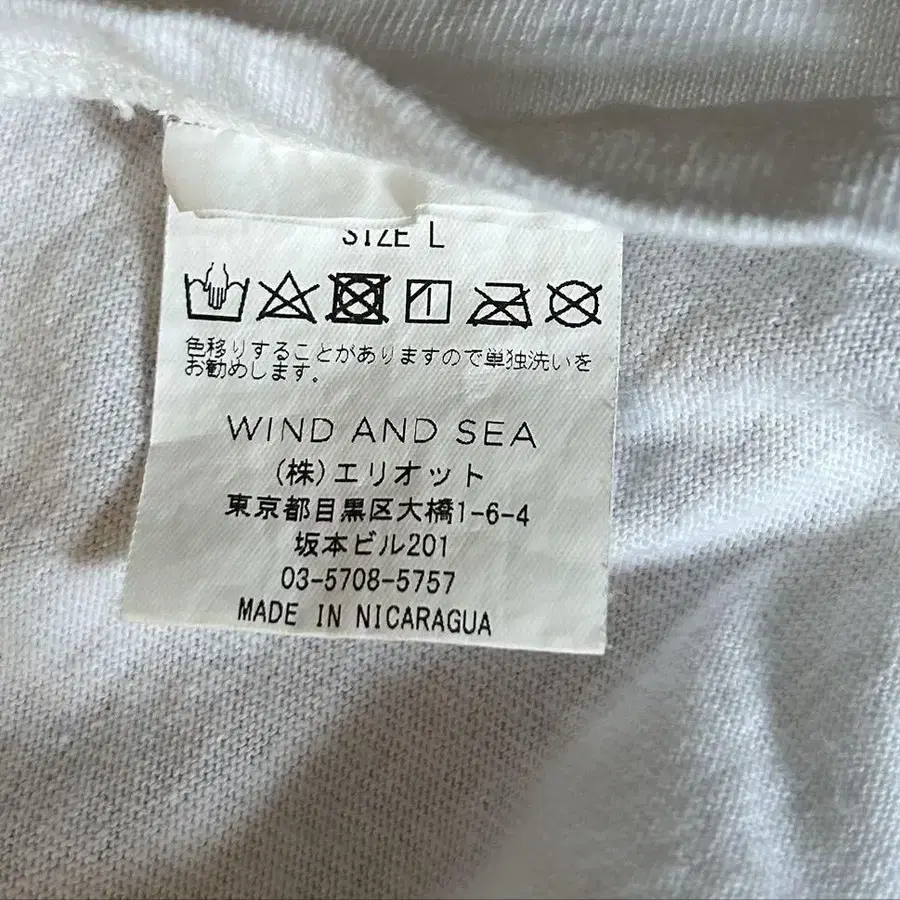 SIZE L
色移りすることがありますので単独洗いを
お勧めします。
WIND AND SEA
(株)エリオット
東京都目黒区大橋1-6-4
坂本ビル201
03-5708-5757
MADE IN NICARAGUA